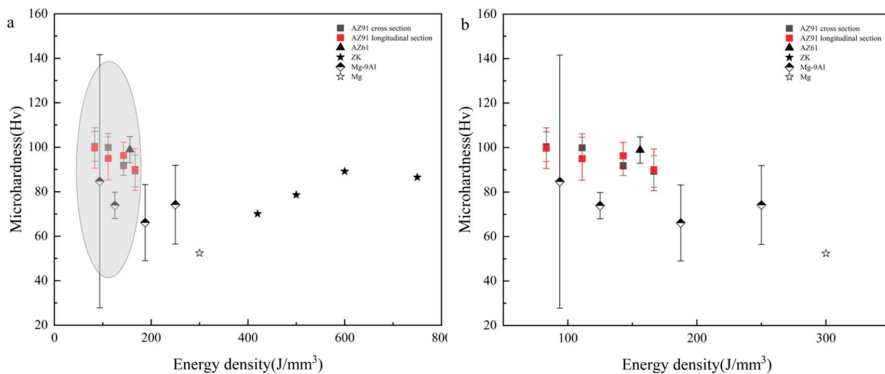 a
AZ91 cross section
AZ91 longitudinal section
AZ61
ZK
Mg-9Al
Mg
160
140
120
100
80
60
40
20
0
200
400
600
800
Microhardness(Hv)
Energy density(J/mm³)
b
AZ91 cross section
AZ91 longitudinal section
AZ61
ZK
Mg-9Al
Mg
160
140
120
100
80
60
40
20
100
200
300
Microhardness(Hv)
Energy density(J/mm³)